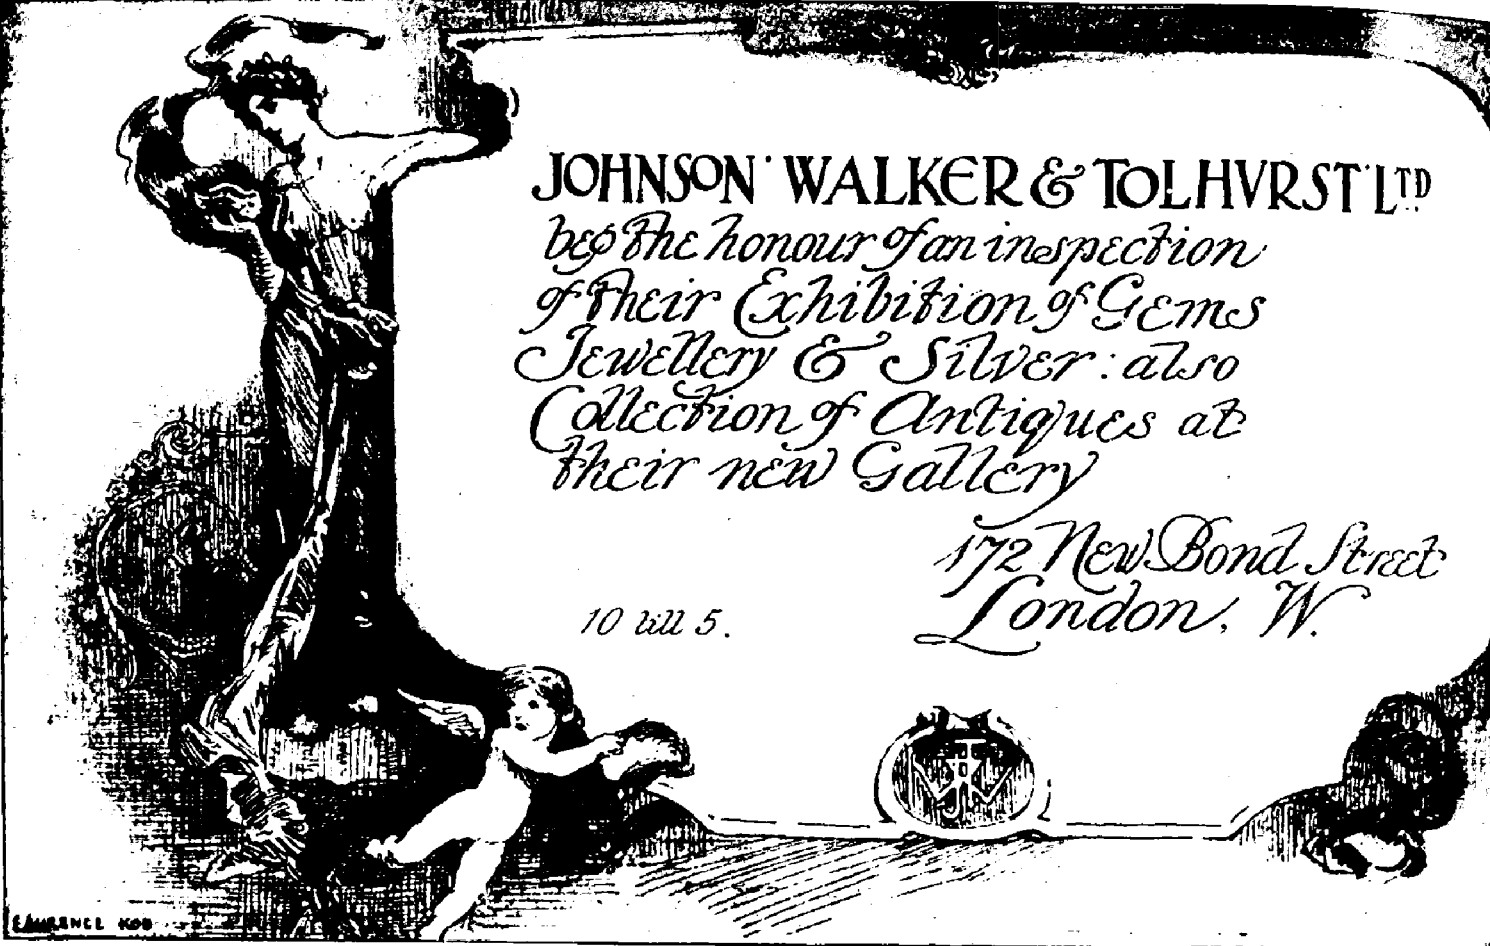 JOHNSON · WALKER & TOLHVRST · LTD
beg the honour of an inspection
of their Exhibition of Gems
Jewellery & Silver : also
Collection of Antiques at
their new Gallery
172 New Bond Street
London, W.
10 till 5.